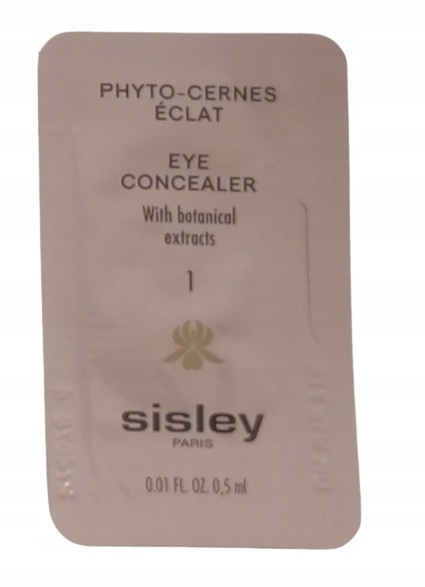 PHYTO-CERNES
ÉCLAT
EYE
CONCEALER
With botanical
extracts
1
sisley
PARIS
0.01 FL. OZ. 0,5 ml